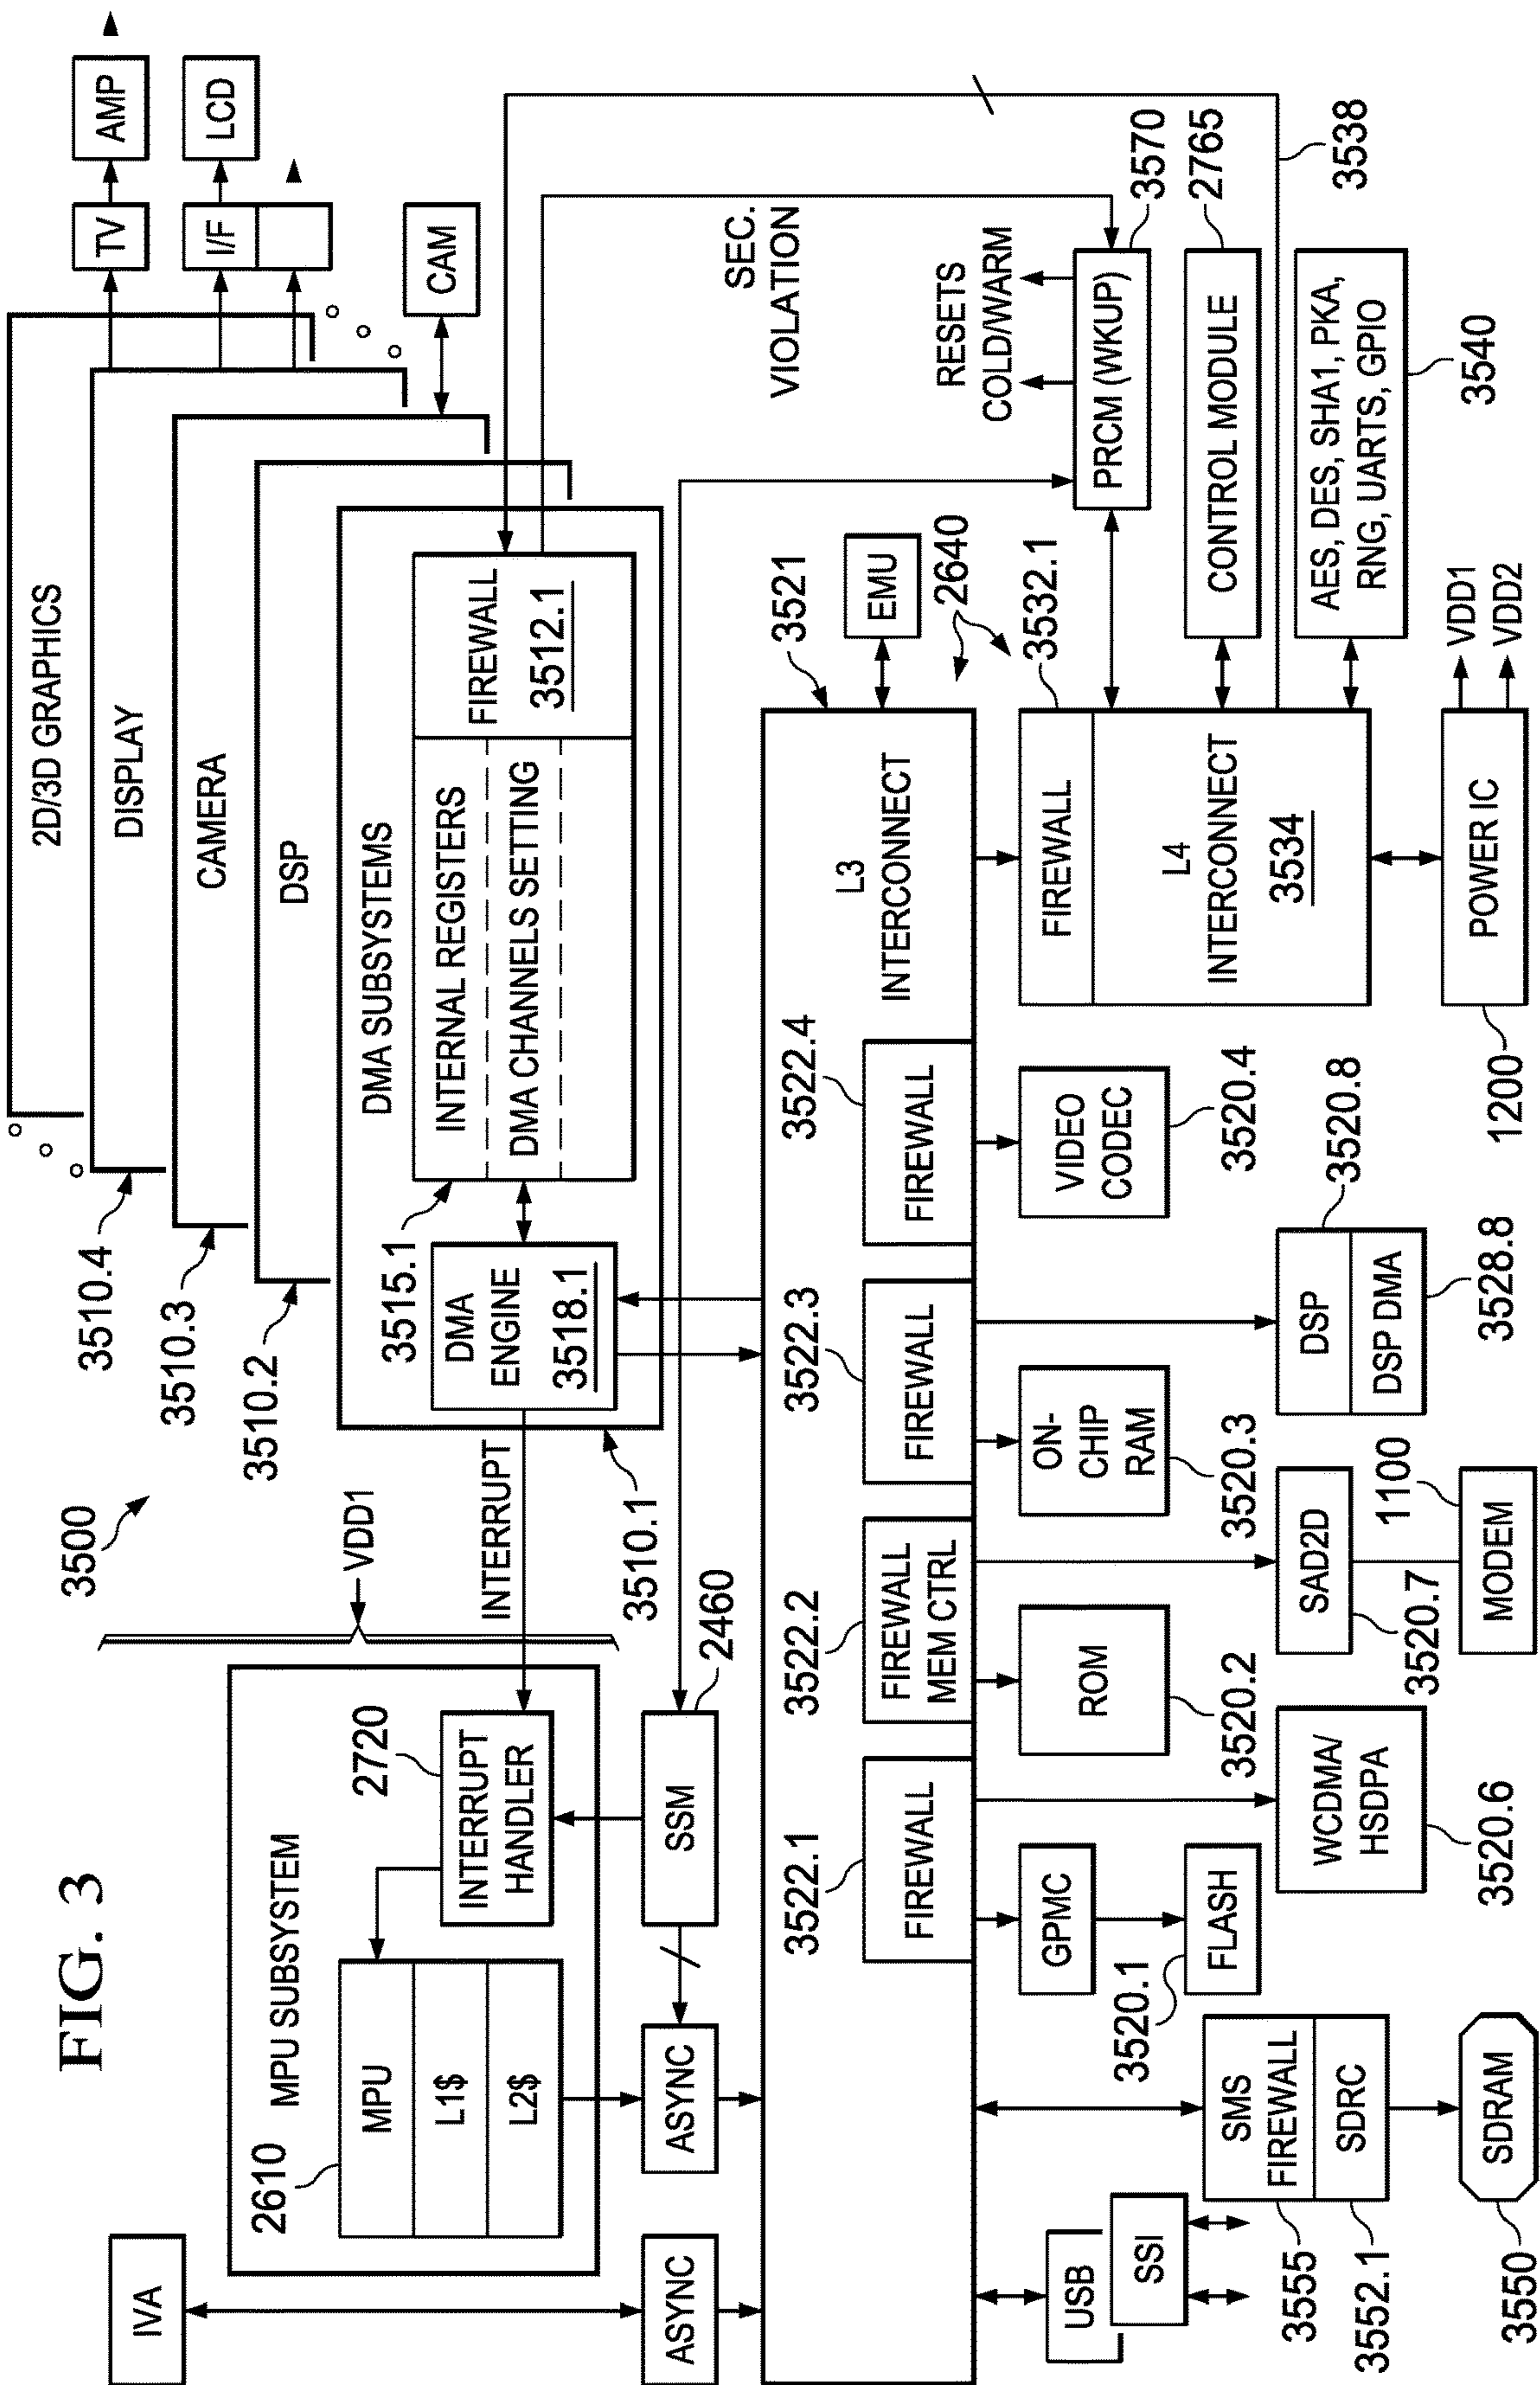 FIG. 3
3500
IVA
MPU SUBSYSTEM
2610
MPU
L1$
L2$
2720
INTERRUPT
HANDLER
VDD1
INTERRUPT
ASYNC
ASYNC
SSM
2460
3510.4
3510.3
3510.2
3510.1
2D/3D GRAPHICS
DISPLAY
CAMERA
DSP
DMA SUBSYSTEMS
3515.1
DMA
ENGINE
3518.1
INTERNAL REGISTERS
DMA CHANNELS SETTING
FIREWALL
3512.1
TV
AMP
I/F
LCD
CAM
SEC.
VIOLATION
RESETS
COLD/WARM
PRCM (WKUP)
3570
CONTROL MODULE
2765
3538
AES, DES, SHA1, PKA,
RNG, UARTS, GPIO
3540
3521
EMU
2640
L3
INTERCONNECT
3522.1
FIREWALL
3522.2
FIREWALL
MEM CTRL
3522.3
FIREWALL
3522.4
FIREWALL
3532.1
FIREWALL
L4
INTERCONNECT
3534
USB
SSI
SMS
FIREWALL
SDRC
3555
3552.1
SDRAM
3550
GPMC
3520.1
FLASH
ROM
3520.2
WCDMA/
HSDPA
3520.6
ON-
CHIP
RAM
3520.3
SAD2D
3520.7
1100
MODEM
VIDEO
CODEC
3520.4
DSP
DSP DMA
3520.8
3528.8
POWER IC
1200
VDD1
VDD2